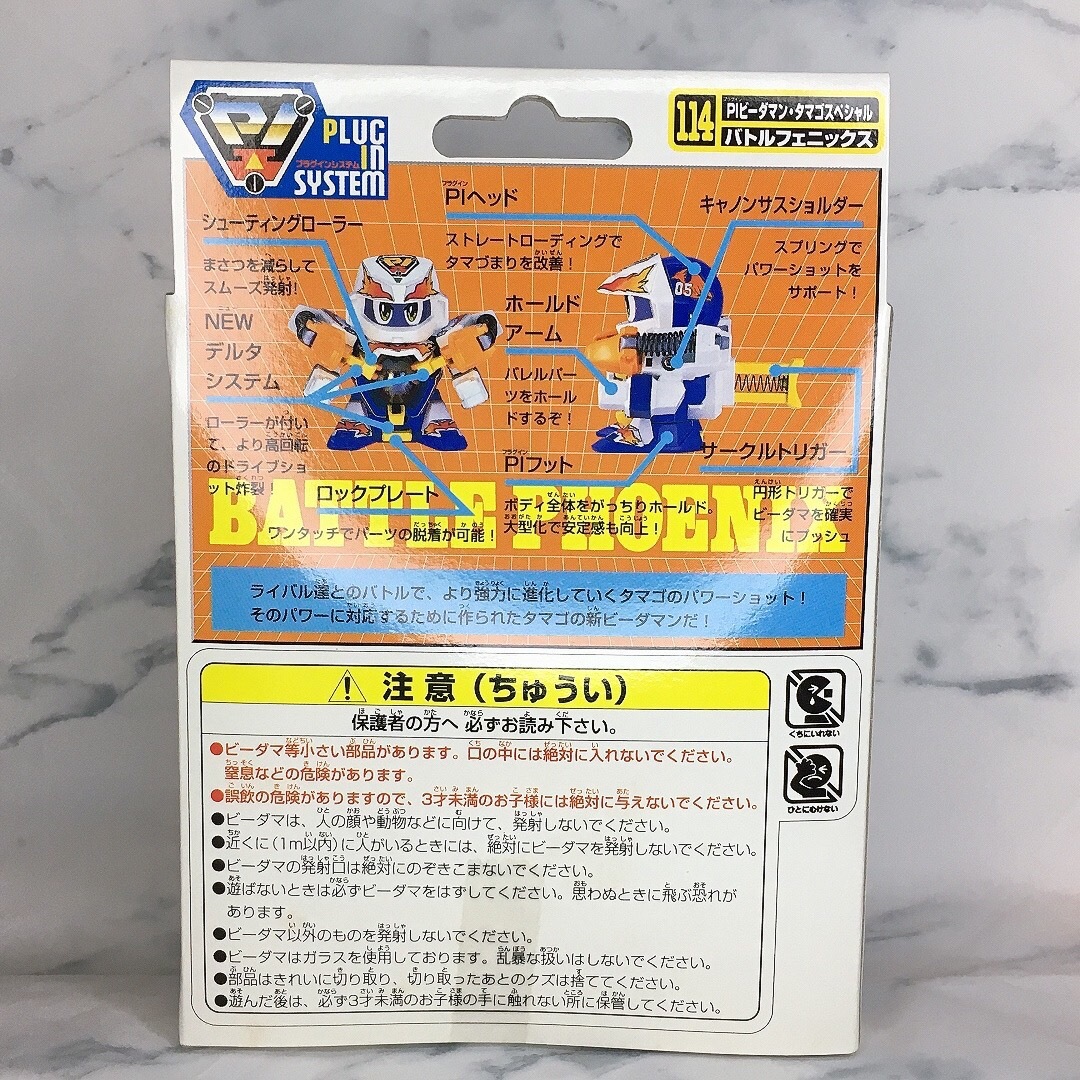 PI
PLUG
IN
プラグインシステム
SYSTEM
114
プラグイン
PIビーダマン・タマゴスペシャル
バトルフェニックス
シューティングローラー
まさつを減らして
スムーズ発射!
NEW
デルタ
システム
ローラーが付い
て、より高回転
のドライブショ
ット炸裂!
ロックプレート
ワンタッチでパーツの脱着が可能!
プラグイン
PIヘッド
ストレートローディングで
タマづまりを改善!
ホールド
アーム
バレルパー
ツをホール
ドするぞ!
プラグイン
PIフット
ボディ全体をがっちりホールド。
大型化で安定感も向上!
キャノンサスショルダー
スプリングで
パワーショットを
サポート!
05
サークルトリガー
円形トリガーで
ビーダマを確実
にプッシュ
BATTLE PHOENIX
ライバル達とのバトルで、より強力に進化していくタマゴのパワーショット!
そのパワーに対応するために作られたタマゴの新ビーダマンだ!
注意(ちゅうい)
保護者の方へ 必ずお読み下さい。
●ビーダマ等小さい部品があります。口の中には絶対に入れないでください。
窒息などの危険があります。
●誤飲の危険がありますので、3才未満のお子様には絶対に与えないでください。
●ビーダマは、人の顔や動物などに向けて、発射しないでください。
●近くに(1m以内)に人がいるときには、絶対にビーダマを発射しないでください。
●ビーダマの発射口は絶対にのぞきこまないでください。
●遊ばないときは必ずビーダマをはずしてください。思わぬときに飛ぶ恐れが
あります。
●ビーダマ以外のものを発射しないでください。
●ビーダマはガラスを使用しております。乱暴な扱いはしないでください。
●部品はきれいに切り取り、切り取ったあとのクズは捨ててください。
●遊んだ後は、必ず3才未満のお子様の手に触れない所に保管してください。
くちにいれない
ひとにむけない